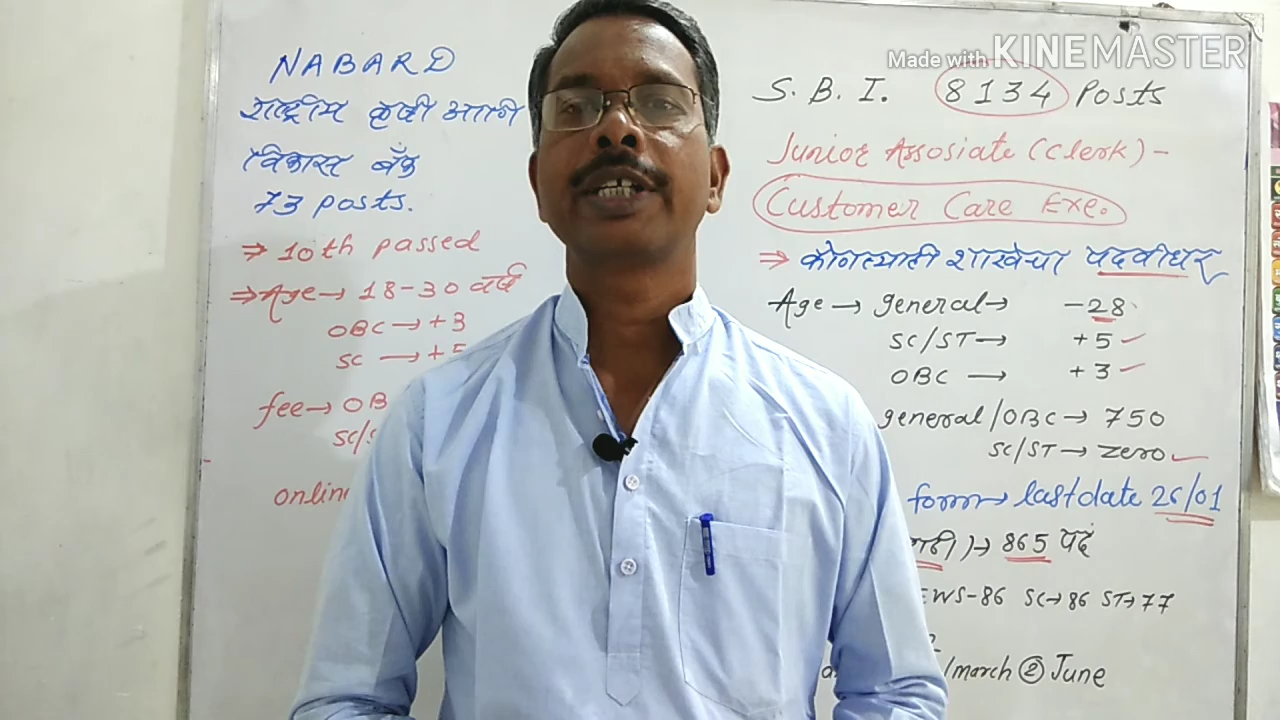 Made with KINEMASTER
NABARD
राष्ट्रीय कृषी आणि
विकास बँक
73 posts.
⇒ 10th passed
⇒ Age → 18-30 वर्ष
OBC → +3
SC → +5
fee → OB
SC/S
online
S.B.I. 8134 Posts
Junior Assosiate (Clerk) -
Customer Care Exe.
⇒ कोणत्याही शाखेचा पदवीधर
Age → general → -28
SC/ST → +5
OBC → +3
general/OBC → 750
SC/ST → zero
form → last date 26/01
865 पदे
EWS-86 SC→86 ST→77
/march ② June